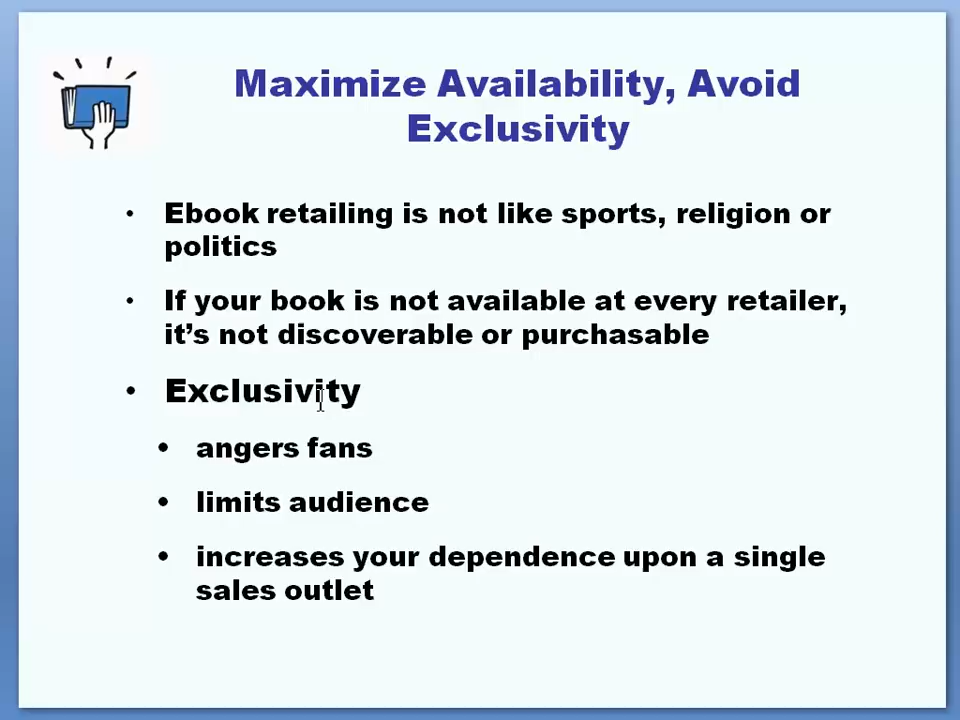 Maximize Availability, Avoid
Exclusivity
• Ebook retailing is not like sports, religion or
politics
• If your book is not available at every retailer,
it's not discoverable or purchasable
• Exclusivity
• angers fans
• limits audience
• increases your dependence upon a single
sales outlet